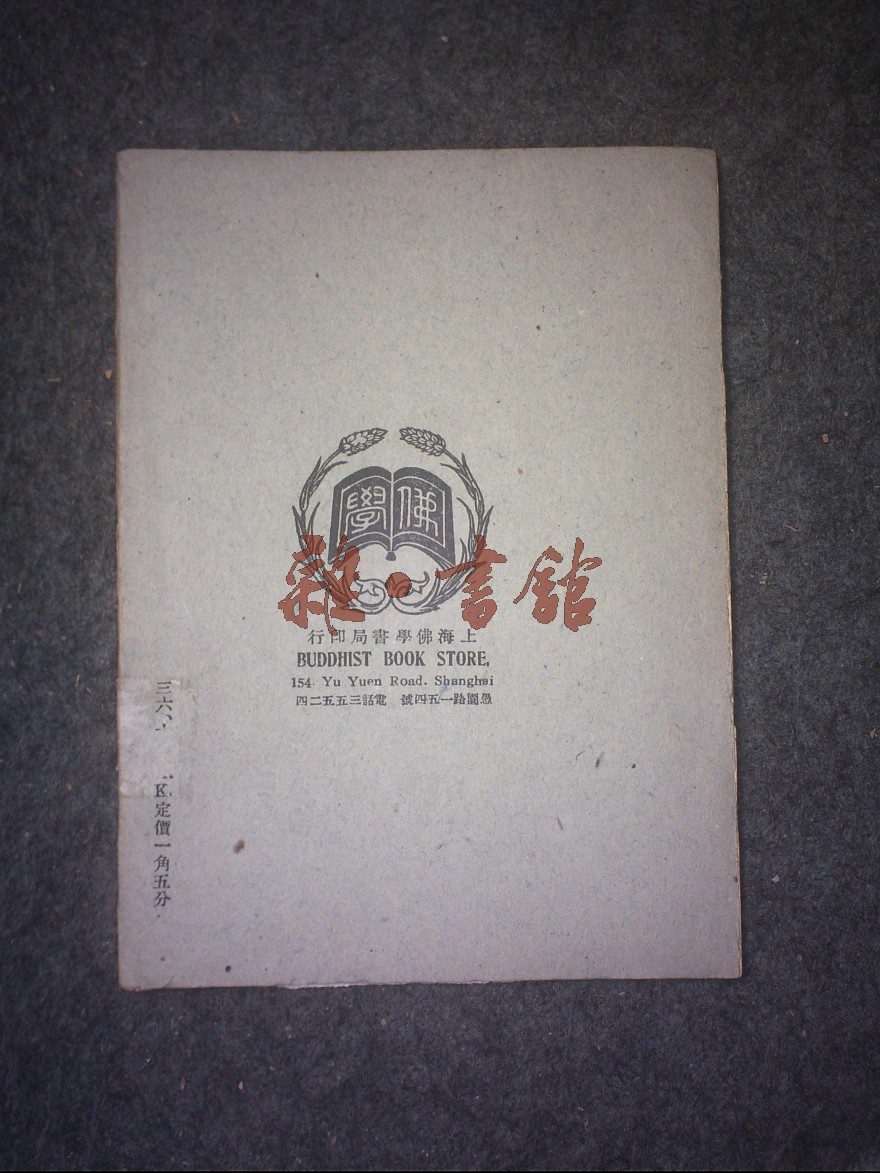 佛學
雜·書館
上海佛學書局印行
BUDDHIST BOOK STORE,
154 Yu Yuen Road. Shanghai
愚園路一五四號 電話三五五二四
三六
K. 定價一角五分